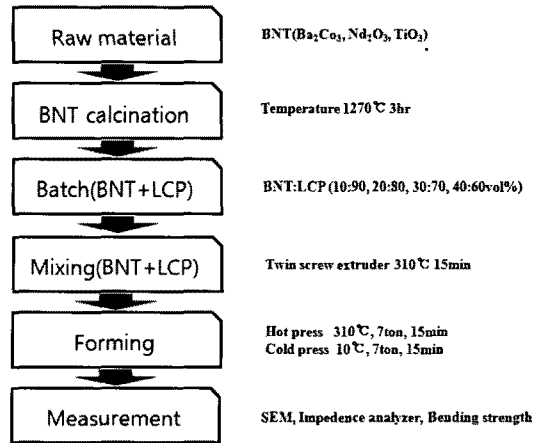 Raw material
BNT(Ba₂Co₃, Nd₂O₃, TiO₃)
BNT calcination
Temperature 1270℃ 3hr
Batch(BNT+LCP)
BNT:LCP (10:90, 20:80, 30:70, 40:60vol%)
Mixing(BNT+LCP)
Twin screw extruder 310℃ 15min
Forming
Hot press 310℃, 7ton, 15min
Cold press 10℃, 7ton, 15min
Measurement
SEM, Impedence analyzer, Bending strength